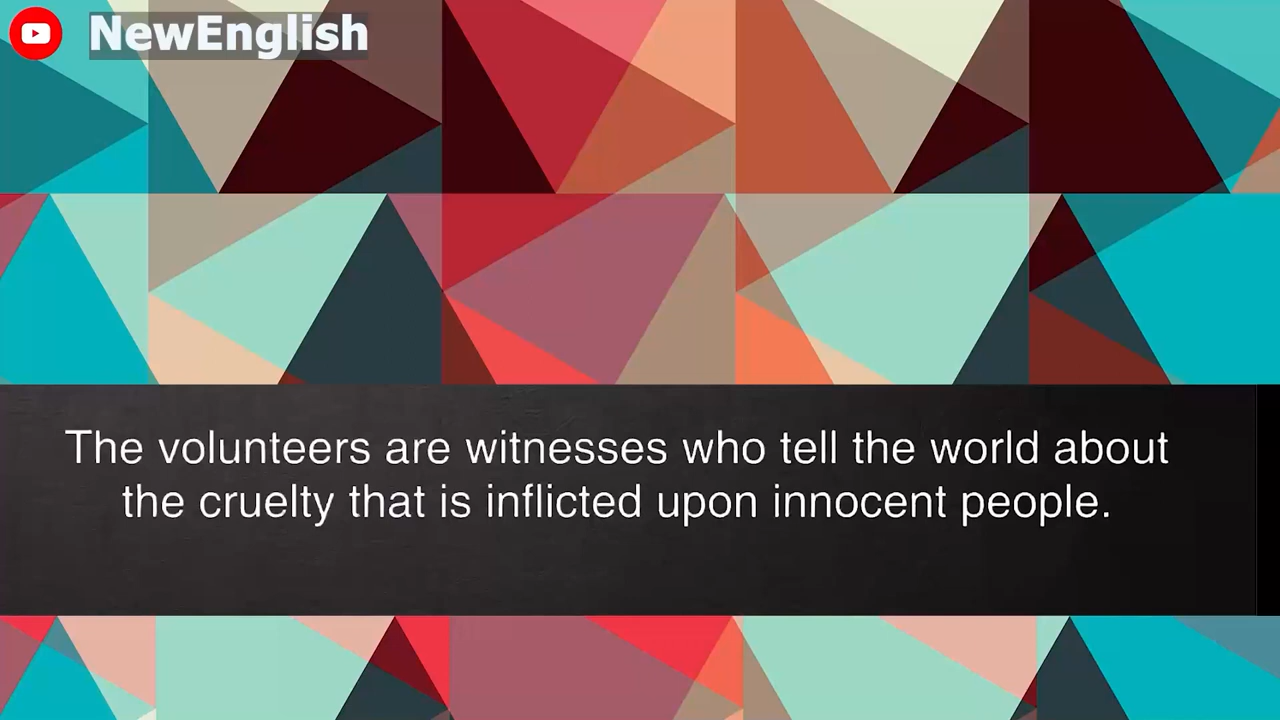 NewEnglish
The volunteers are witnesses who tell the world about
the cruelty that is inflicted upon innocent people.